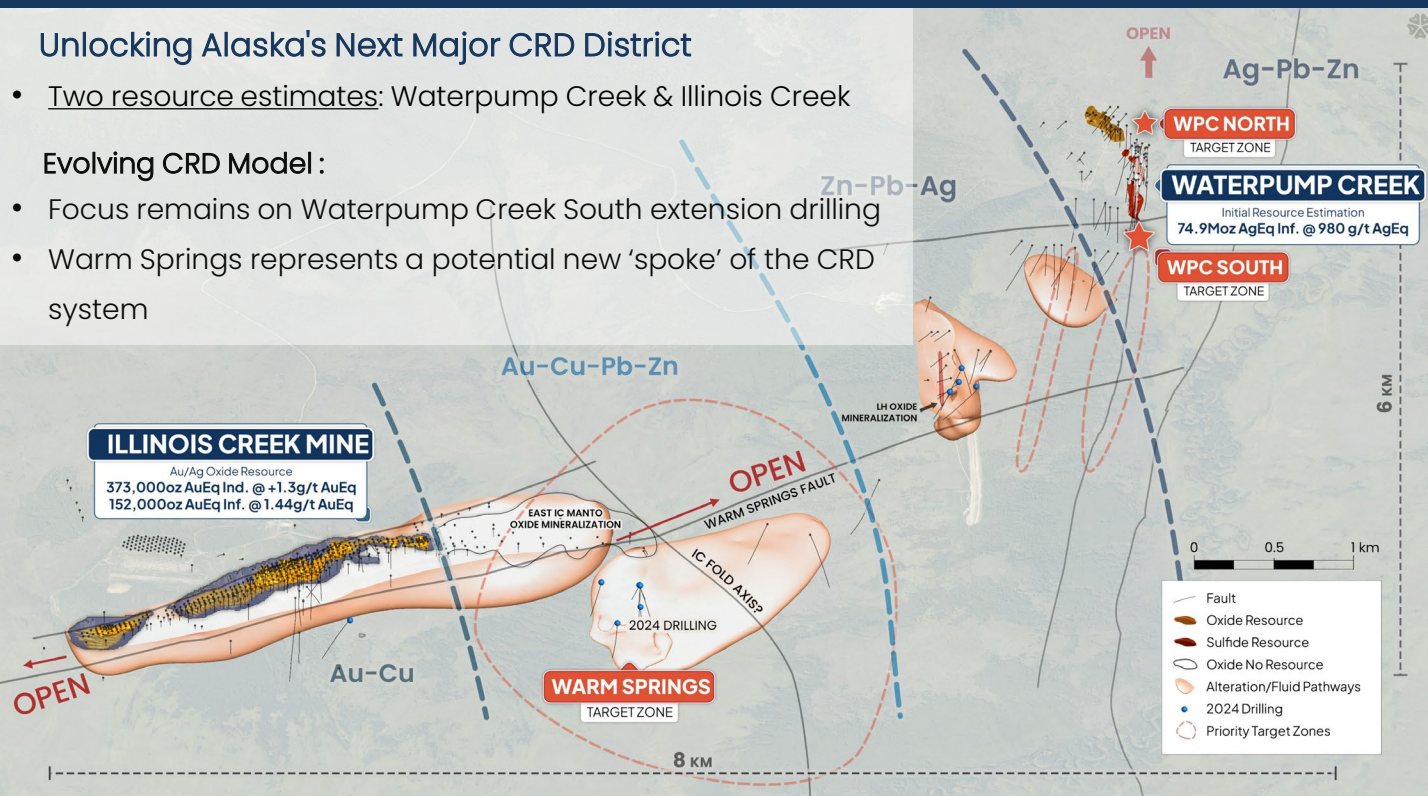 Unlocking Alaska's Next Major CRD District
• Two resource estimates: Waterpump Creek & Illinois Creek
Evolving CRD Model :
• Focus remains on Waterpump Creek South extension drilling
• Warm Springs represents a potential new ‘spoke’ of the CRD
system
OPEN
Ag-Pb-Zn
WPC NORTH
TARGET ZONE
Zn-Pb-Ag
WATERPUMP CREEK
Initial Resource Estimation
74.9Moz AgEq Inf. @ 980 g/t AgEq
WPC SOUTH
TARGET ZONE
Au-Cu-Pb-Zn
6 KM
LH OXIDE
MINERALIZATION
ILLINOIS CREEK MINE
Au/Ag Oxide Resource
373,000oz AuEq Ind. @ +1.3g/t AuEq
152,000oz AuEq Inf. @ 1.44g/t AuEq
OPEN
WARM SPRINGS FAULT
EAST IC MANTO
OXIDE MINERALIZATION
IC FOLD AXIS?
2024 DRILLING
Au-Cu
OPEN
WARM SPRINGS
TARGET ZONE
8 KM
0 0.5 1 km
Fault
Oxide Resource
Sulfide Resource
Oxide No Resource
Alteration/Fluid Pathways
2024 Drilling
Priority Target Zones